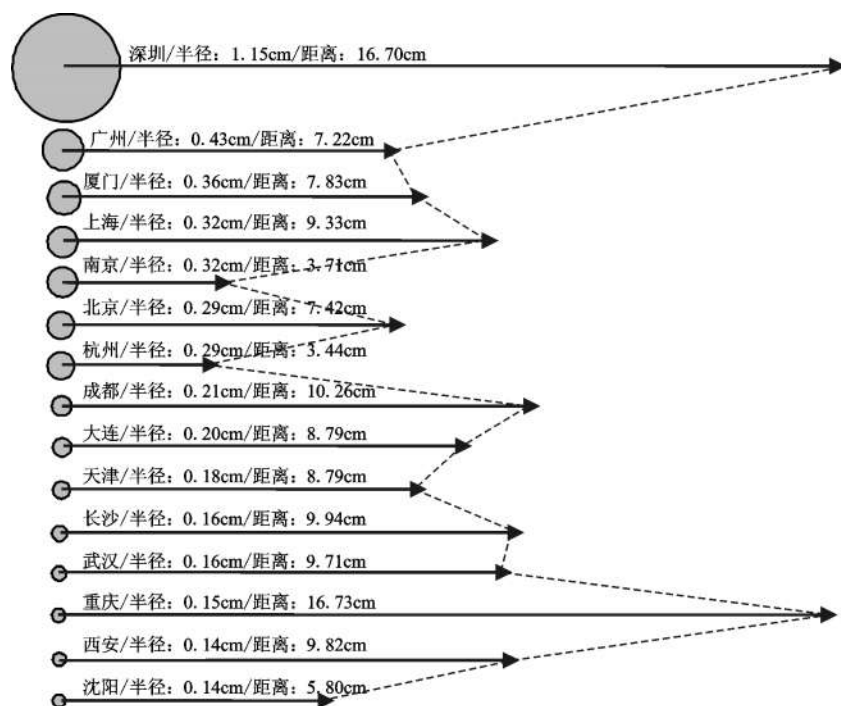 深圳/半径：1.15cm/距离：16.70cm
广州/半径：0.43cm/距离：7.22cm
厦门/半径：0.36cm/距离：7.83cm
上海/半径：0.32cm/距离：9.33cm
南京/半径：0.32cm/距离：3.71cm
北京/半径：0.29cm/距离：7.42cm
杭州/半径：0.29cm/距离：3.44cm
成都/半径：0.21cm/距离：10.26cm
大连/半径：0.20cm/距离：8.79cm
天津/半径：0.18cm/距离：8.79cm
长沙/半径：0.16cm/距离：9.94cm
武汉/半径：0.16cm/距离：9.71cm
重庆/半径：0.15cm/距离：16.73cm
西安/半径：0.14cm/距离：9.82cm
沈阳/半径：0.14cm/距离：5.80cm